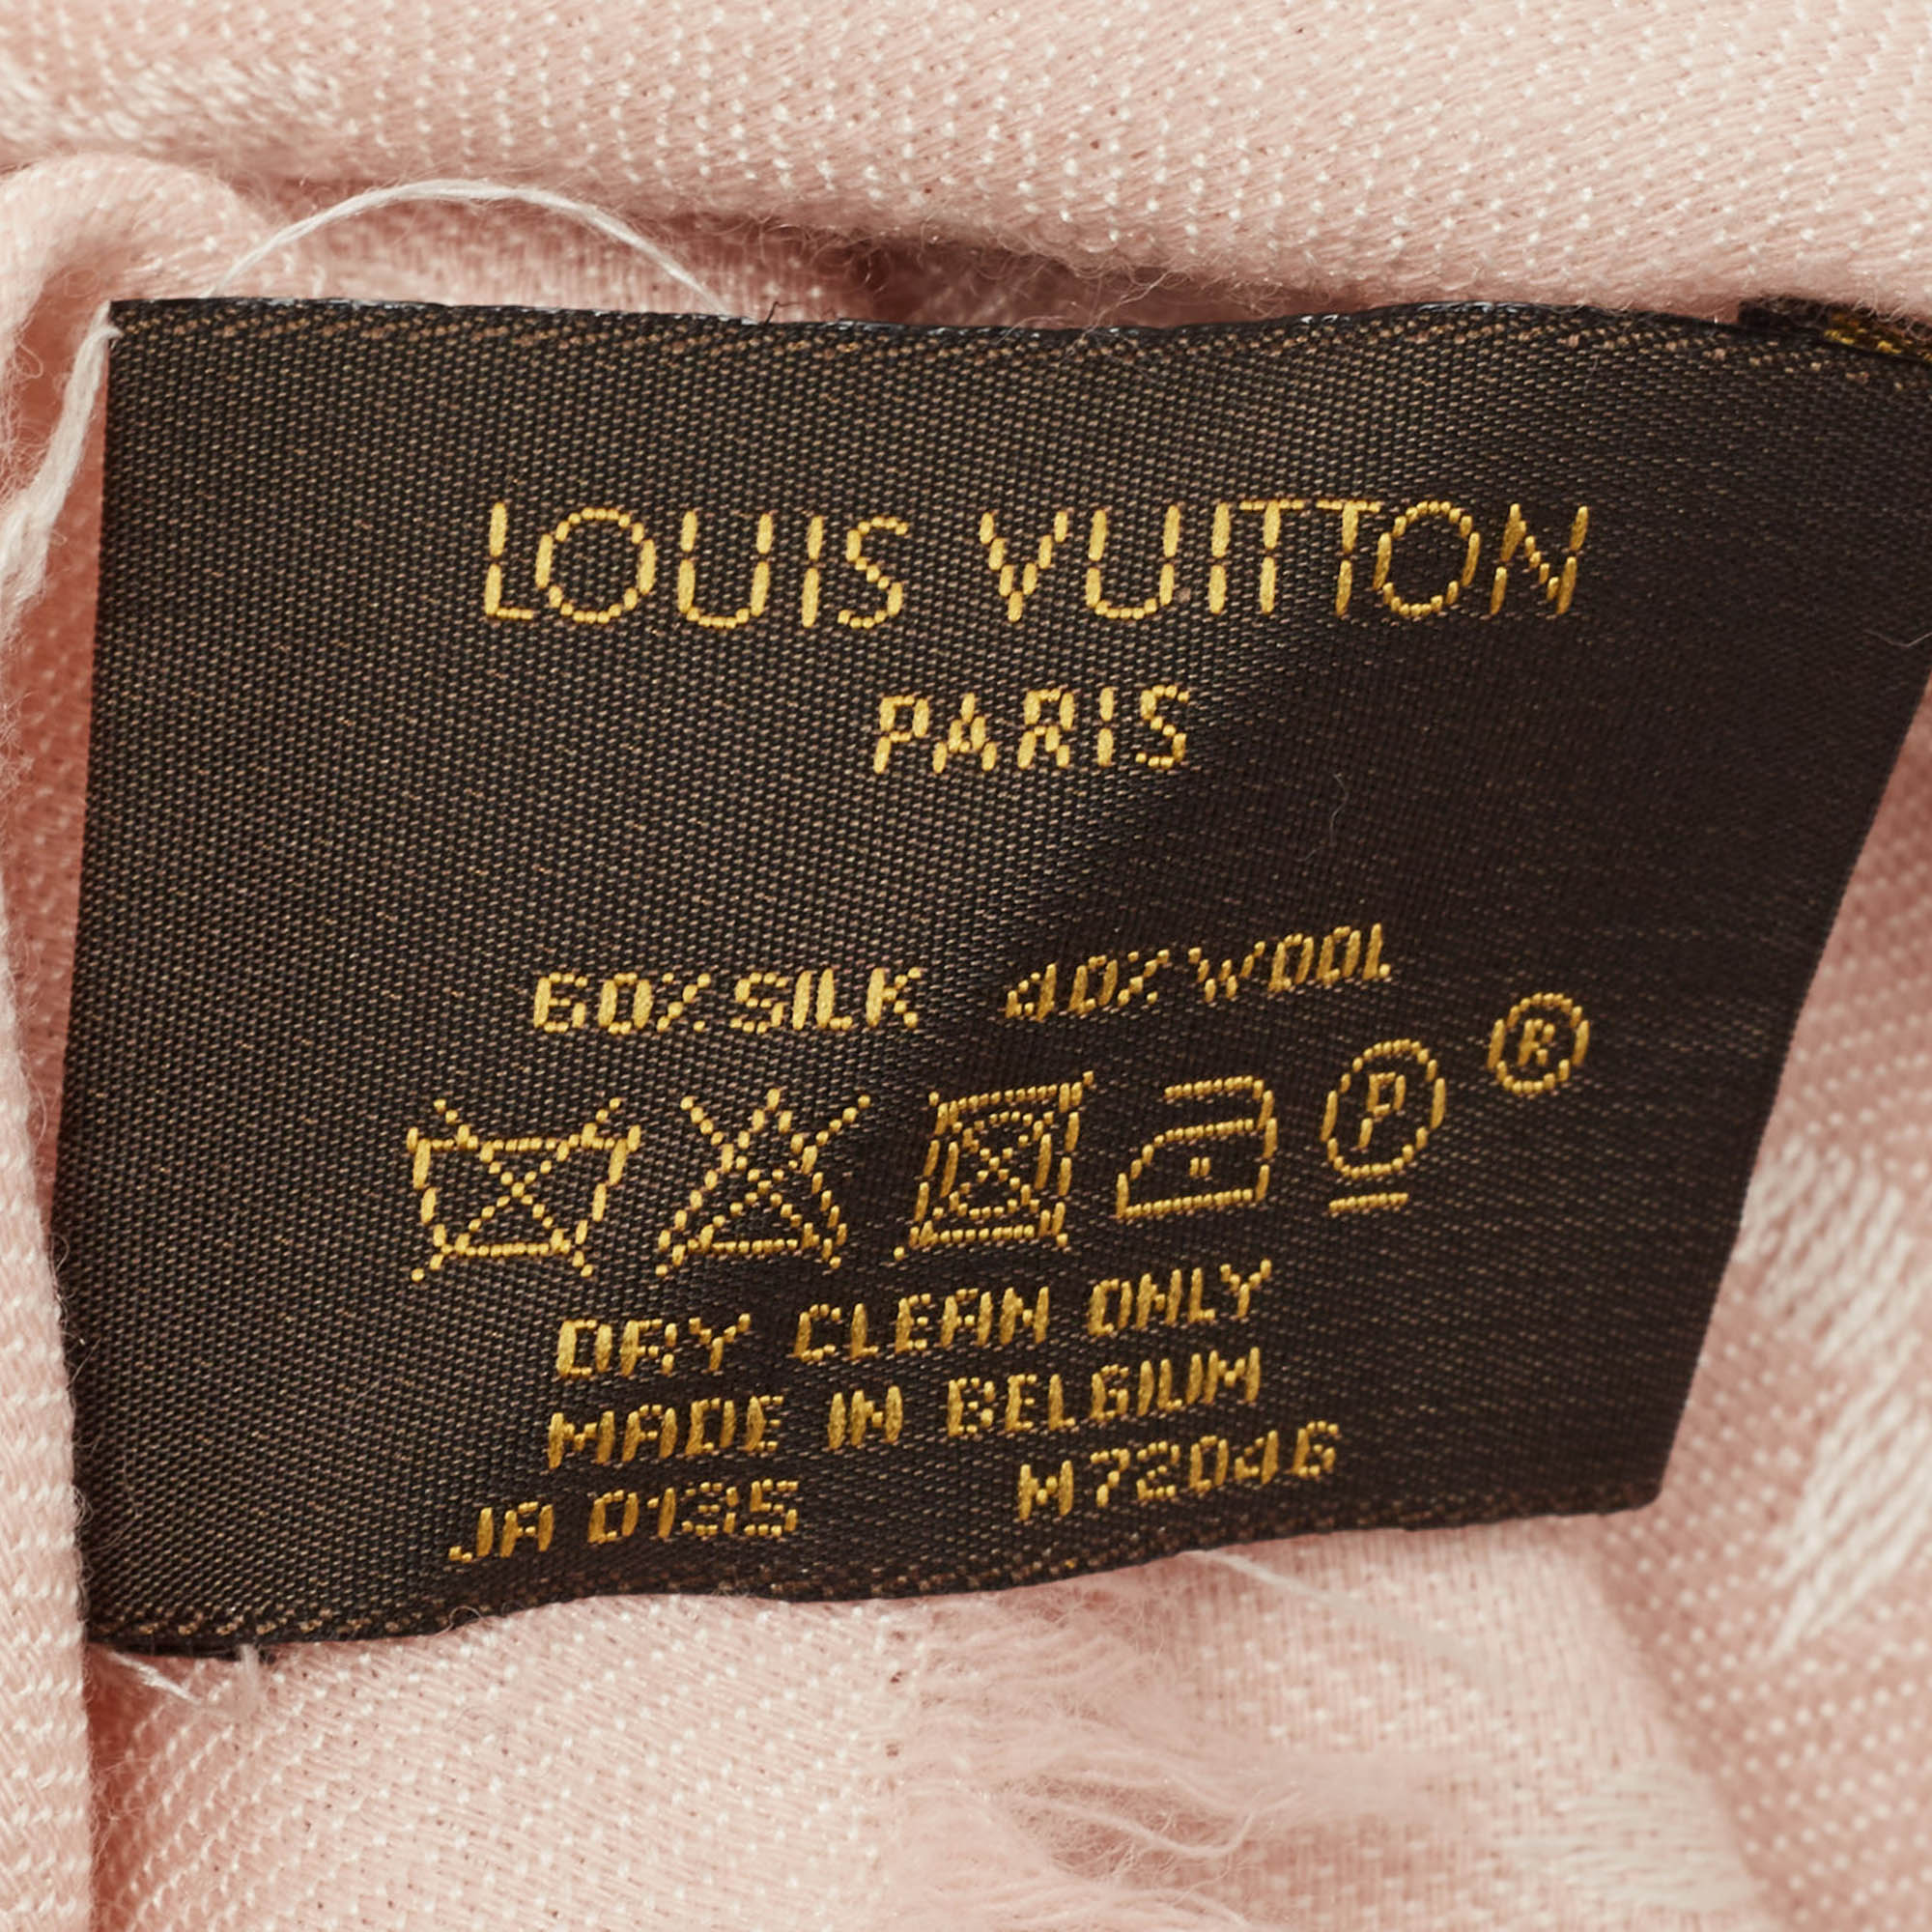 LOUIS VUITTON
PARIS
60% SILK 40% WOOL
P ®
DRY CLEAN ONLY
MADE IN BELGIUM
JA 0135 M72046